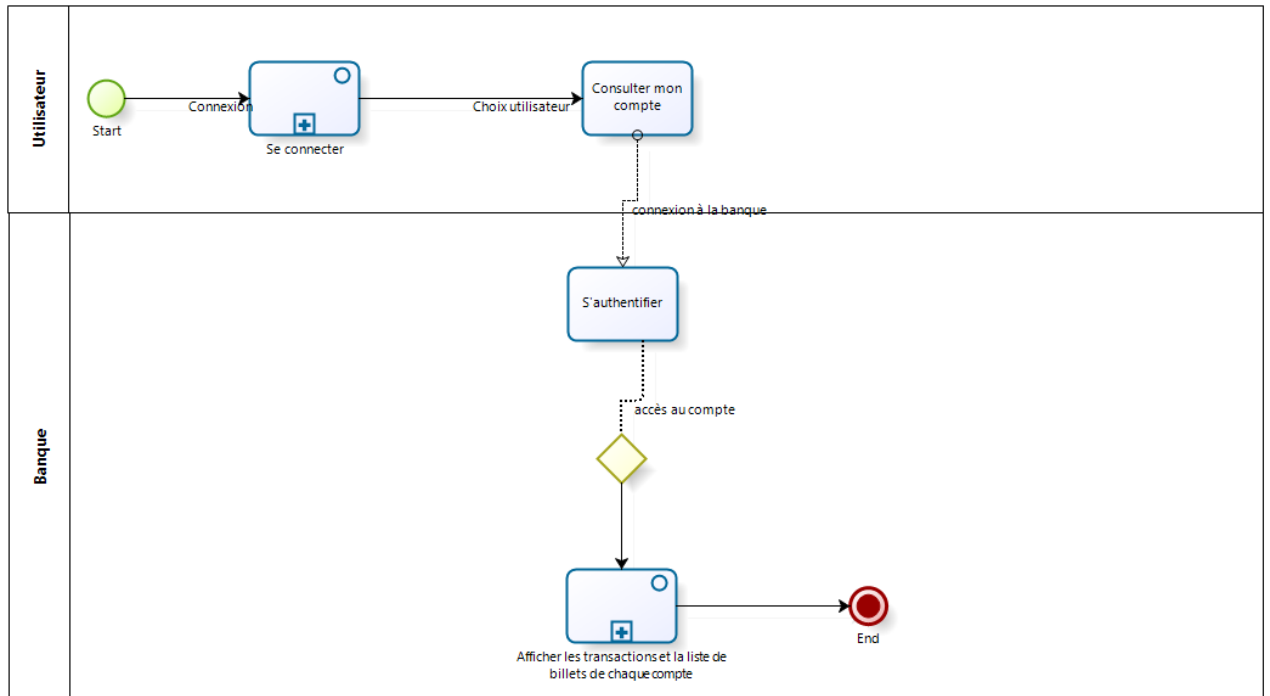 Utilisateur
Start
Connexion
Se connecter
Choix utilisateur
Consulter mon
compte
connexion à la banque
Banque
S'authentifier
accès au compte
Afficher les transactions et la liste de
billets de chaque compte
End